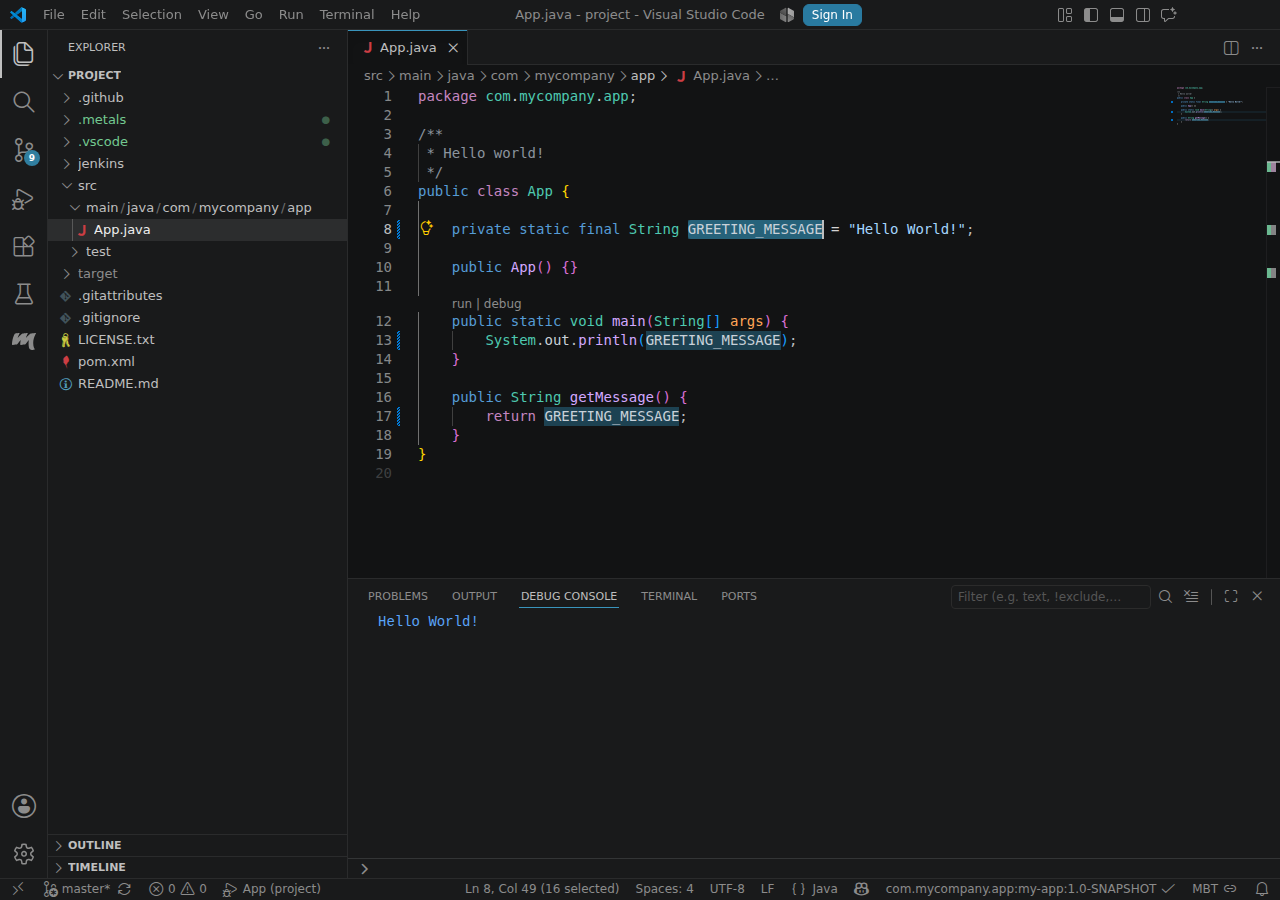 File Edit Selection View Go Run Terminal Help App.java - project - Visual Studio Code Sign In
EXPLORER
PROJECT
.github
.metals
.vscode
jenkins
src
main / java / com / mycompany / app
App.java
test
target
.gitattributes
.gitignore
LICENSE.txt
pom.xml
README.md
OUTLINE
TIMELINE
9
App.java
src > main > java > com > mycompany > app > App.java > ...
1 package com.mycompany.app;
2
3 /**
4  * Hello world!
5  */
6 public class App {
7
8     private static final String GREETING_MESSAGE = "Hello World!";
9
10     public App() {}
11
run | debug
12     public static void main(String[] args) {
13         System.out.println(GREETING_MESSAGE);
14     }
15
16     public String getMessage() {
17         return GREETING_MESSAGE;
18     }
19 }
20
PROBLEMS OUTPUT DEBUG CONSOLE TERMINAL PORTS Filter (e.g. text, !exclude,...
Hello World!
master* 0 0 App (project) Ln 8, Col 49 (16 selected) Spaces: 4 UTF-8 LF { } Java com.mycompany.app:my-app:1.0-SNAPSHOT MBT